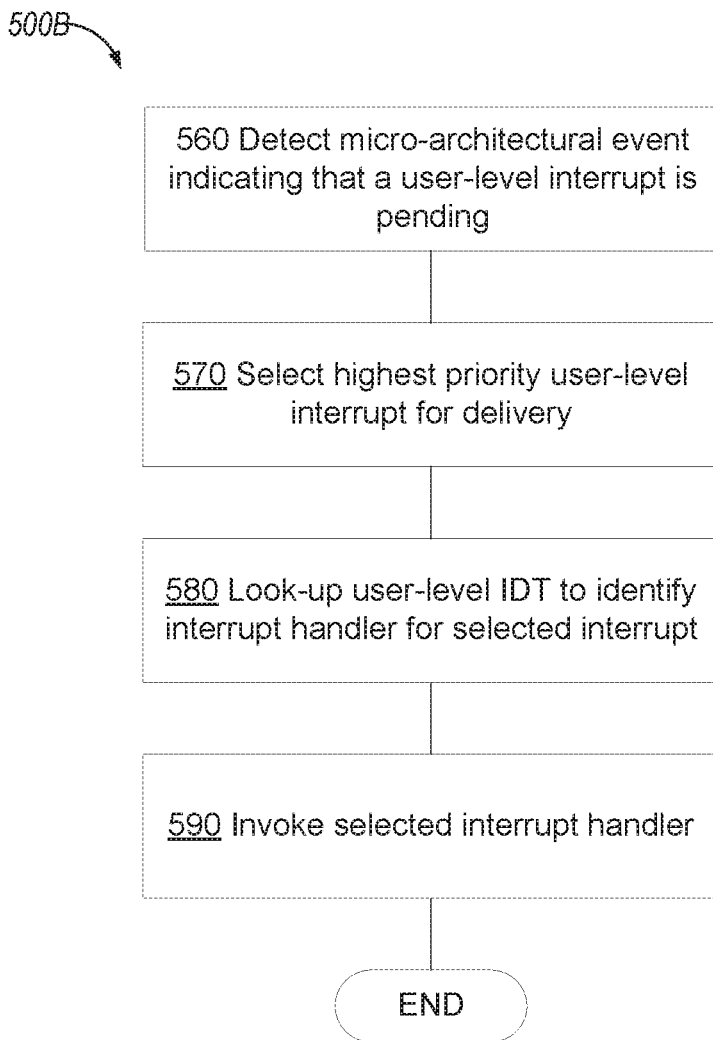 500B
560 Detect micro-architectural event
indicating that a user-level interrupt is
pending
570 Select highest priority user-level
interrupt for delivery
580 Look-up user-level IDT to identify
interrupt handler for selected interrupt
590 Invoke selected interrupt handler
END